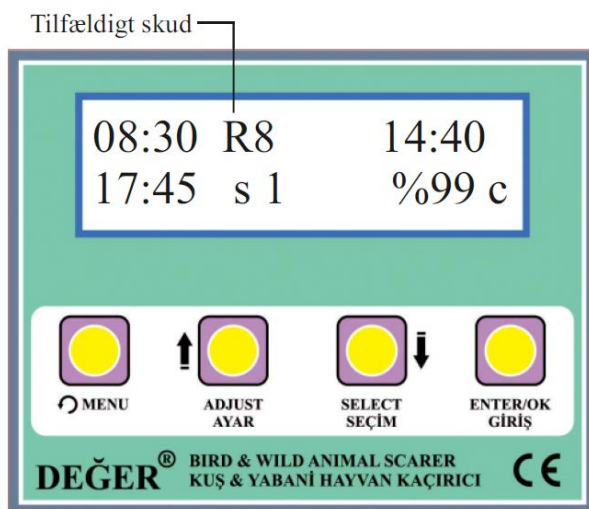 Tilfældigt skud
08:30 R8 14:40
17:45 s 1 %99 c
MENU
ADJUST
AYAR
SELECT
SEÇİM
ENTER/OK
GİRİŞ
DEĞER®
BIRD & WILD ANIMAL SCARER
KUŞ & YABANİ HAYVAN KAÇIRICI
CE